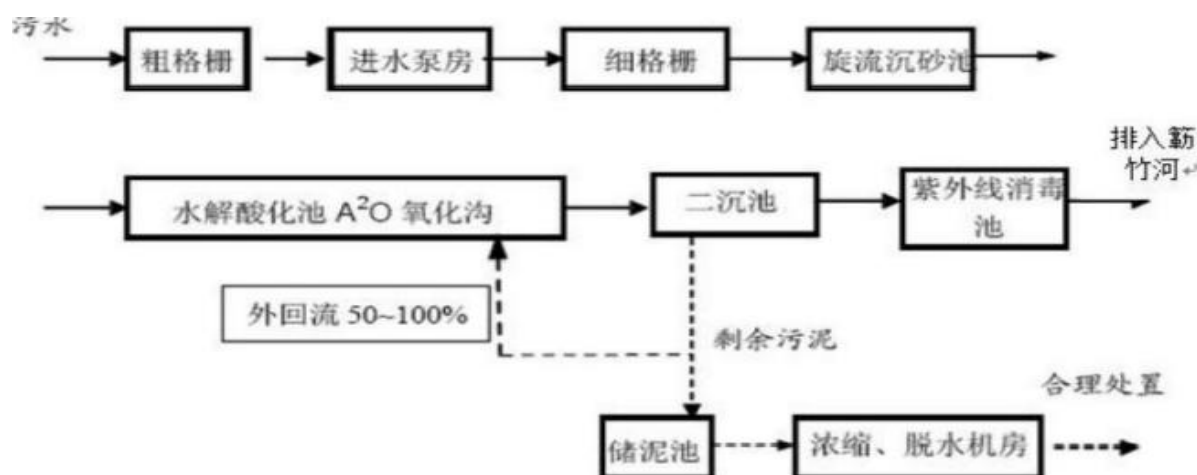 污水
粗格栅
进水泵房
细格栅
旋流沉砂池
排入簕
竹河
水解酸化池 A²O 氧化沟
二沉池
紫外线消毒
池
外回流 50~100%
剩余污泥
合理处置
储泥池
浓缩、脱水机房